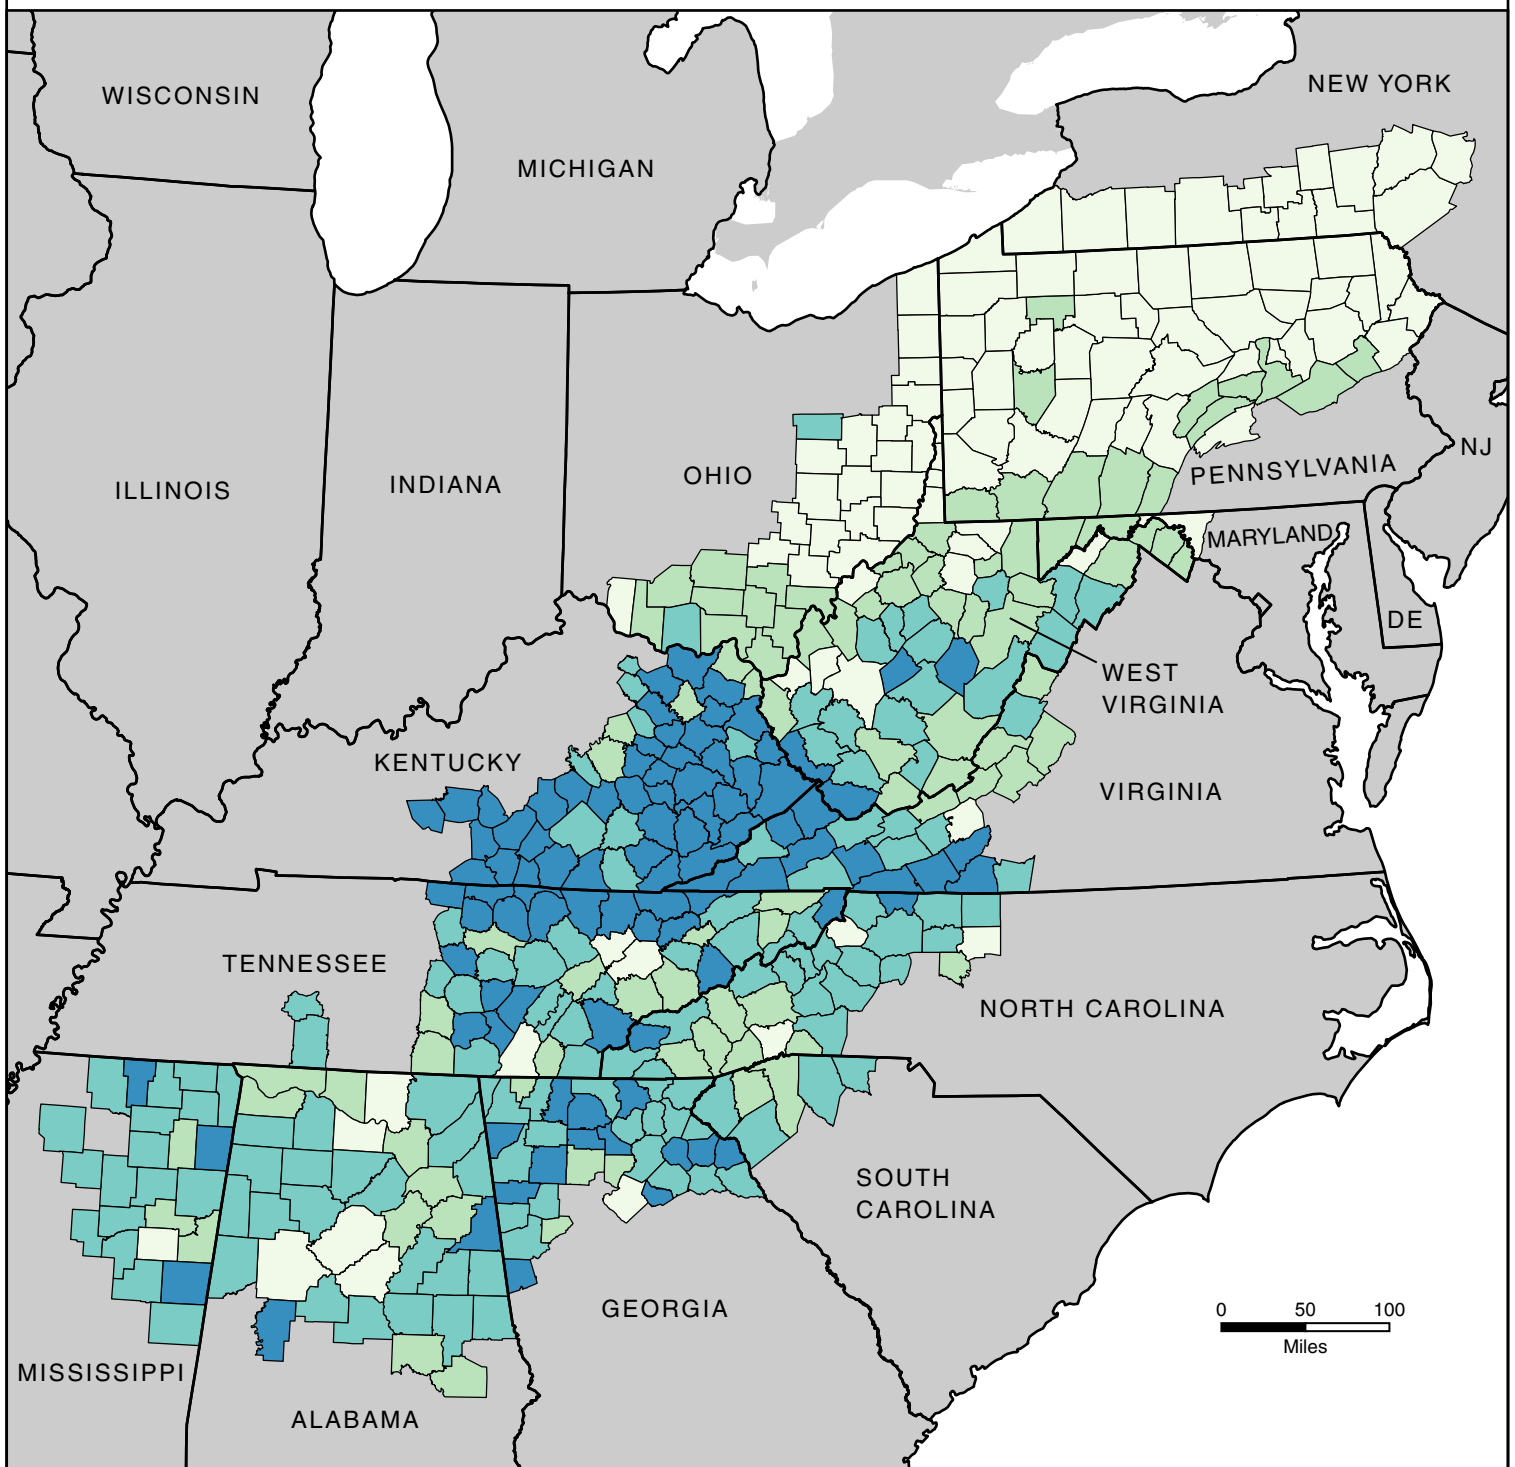 WISCONSIN
NEW YORK
MICHIGAN
NJ
PENNSYLVANIA
OHIO
ILLINOIS
INDIANA
MARYLAND
DE
WEST
VIRGINIA
KENTUCKY
VIRGINIA
TENNESSEE
NORTH CAROLINA
SOUTH
CAROLINA
GEORGIA
0 50 100
Miles
MISSISSIPPI
ALABAMA